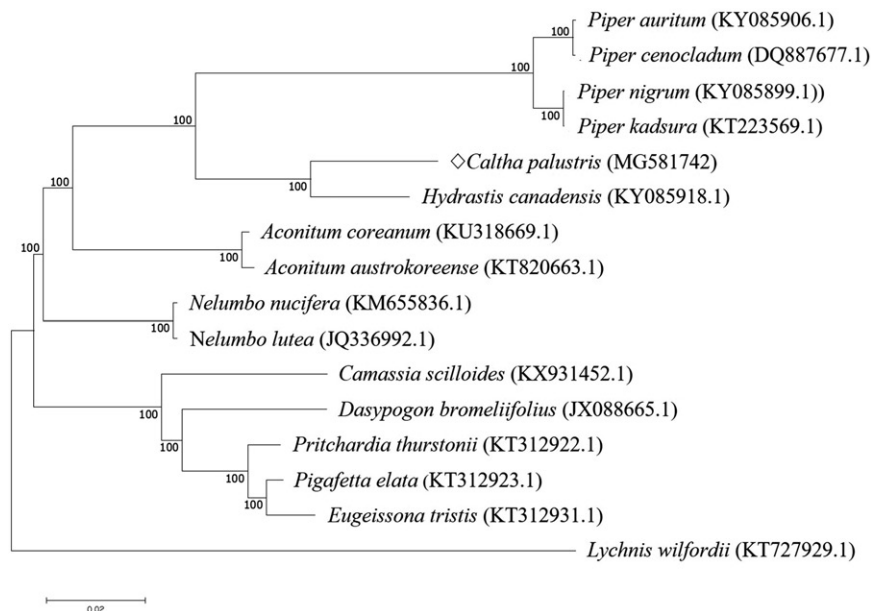 Piper auritum (KY085906.1)
100
Piper cenocladum (DQ887677.1)
100
Piper nigrum (KY085899.1))
100
Piper kadsura (KT223569.1)
100
◇Caltha palustris (MG581742)
100
100
Hydrastis canadensis (KY085918.1)
Aconitum coreanum (KU318669.1)
100
100
Aconitum austrokoreense (KT820663.1)
Nelumbo nucifera (KM655836.1)
100
Nelumbo lutea (JQ336992.1)
Camassia scilloides (KX931452.1)
100
Dasypogon bromeliifolius (JX088665.1)
100
Pritchardia thurstonii (KT312922.1)
100
Pigafetta elata (KT312923.1)
100
Eugeissona tristis (KT312931.1)
Lychnis wilfordii (KT727929.1)
0.02